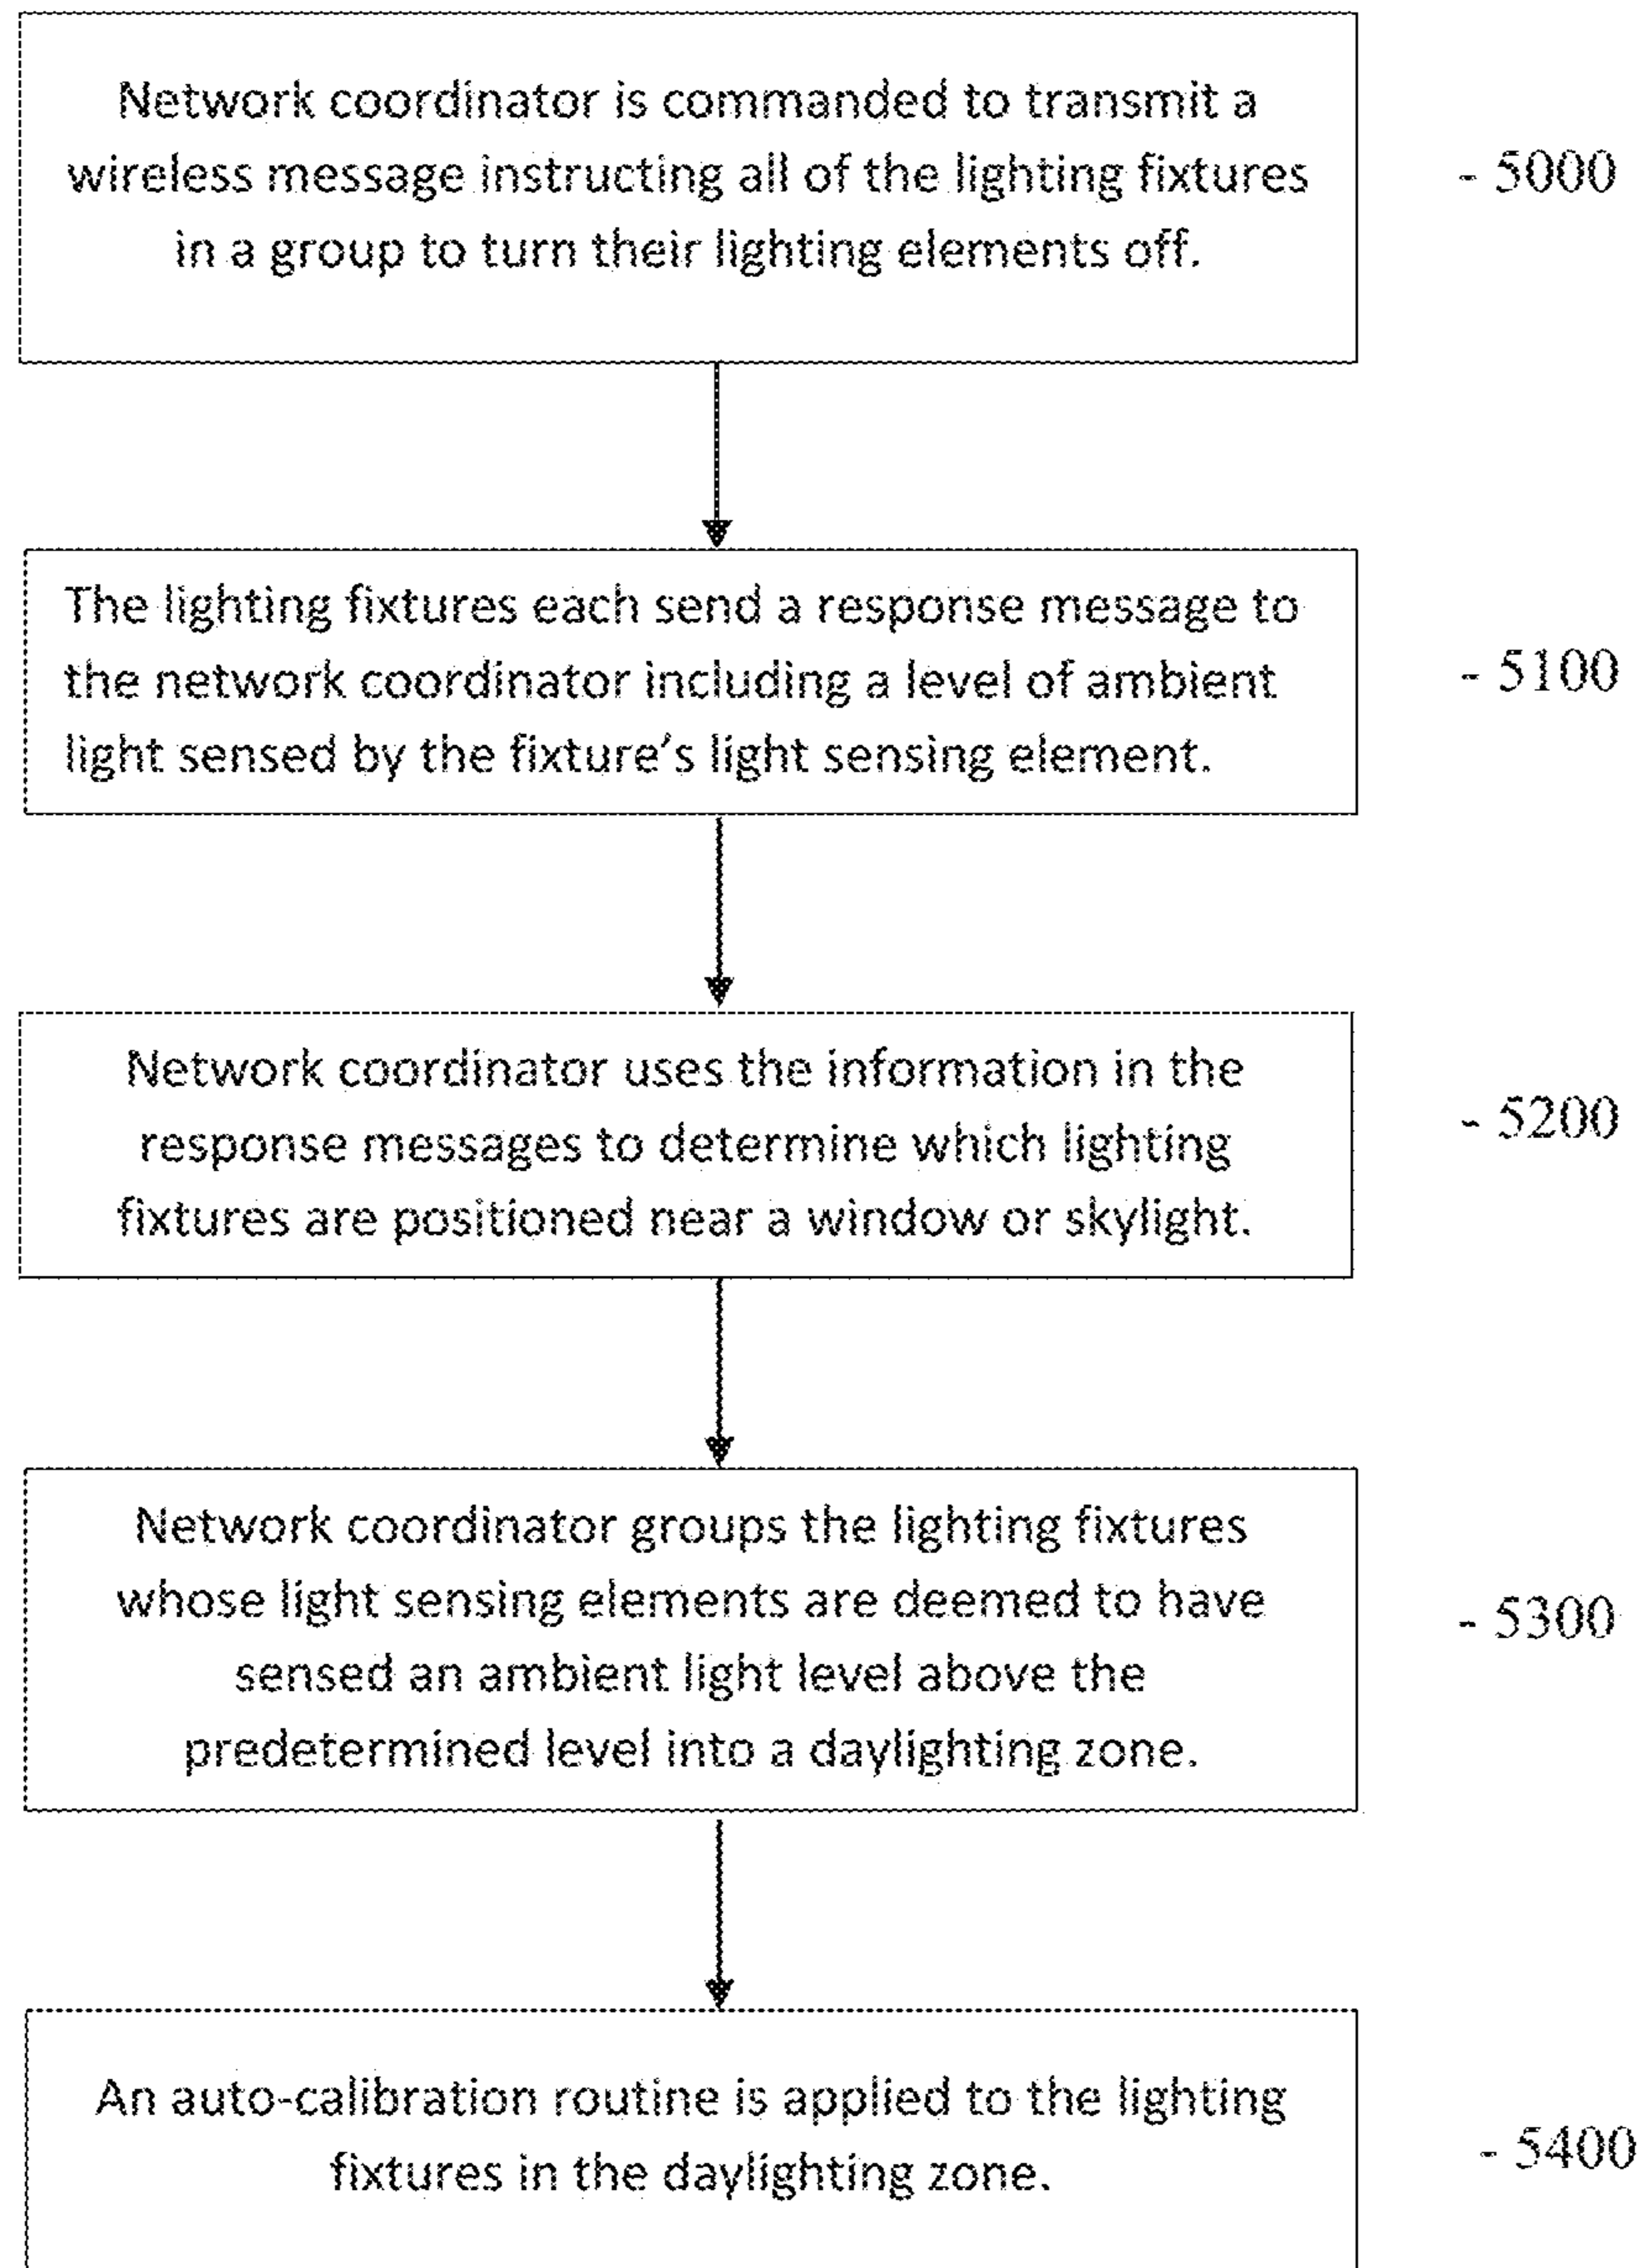 Network coordinator is commanded to transmit a
wireless message instructing all of the lighting fixtures
in a group to turn their lighting elements off.
- 5000
The lighting fixtures each send a response message to
the network coordinator including a level of ambient
light sensed by the fixture's light sensing element.
- 5100
Network coordinator uses the information in the
response messages to determine which lighting
fixtures are positioned near a window or skylight.
- 5200
Network coordinator groups the lighting fixtures
whose light sensing elements are deemed to have
sensed an ambient light level above the
predetermined level into a daylighting zone.
- 5300
An auto-calibration routine is applied to the lighting
fixtures in the daylighting zone.
- 5400